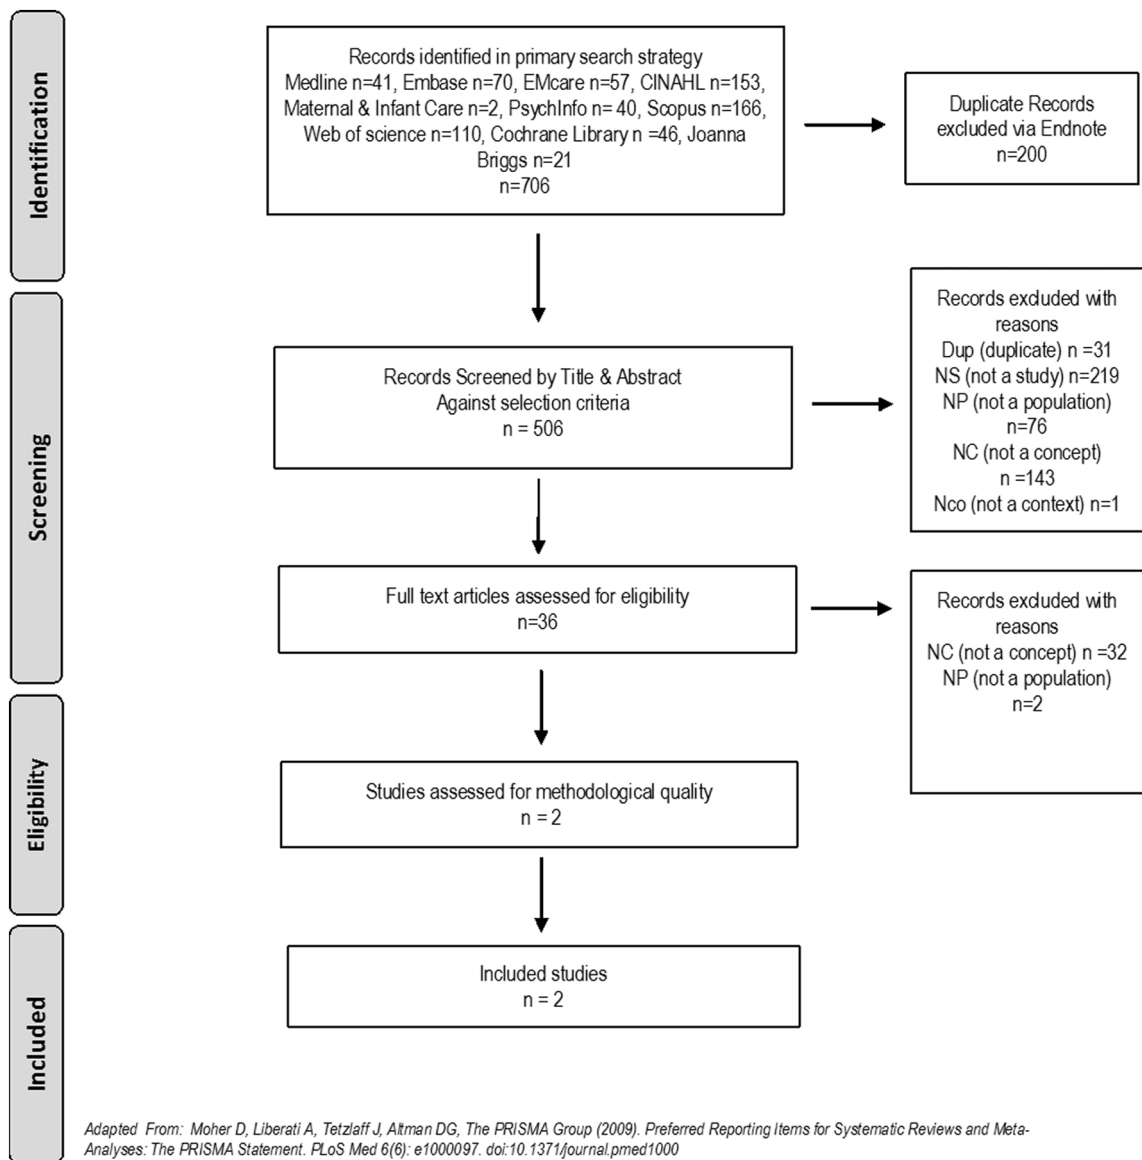 Identification
Records identified in primary search strategy
Medline n=41, Embase n=70, EMcare n=57, CINAHL n=153,
Maternal & Infant Care n=2, PsychInfo n= 40, Scopus n=166,
Web of science n=110, Cochrane Library n =46, Joanna
Briggs n=21
n=706
Duplicate Records
excluded via Endnote
n=200
Screening
Records Screened by Title & Abstract
Against selection criteria
n = 506
Records excluded with
reasons
Dup (duplicate) n =31
NS (not a study) n=219
NP (not a population)
n=76
NC (not a concept)
n =143
Nco (not a context) n=1
Full text articles assessed for eligibility
n=36
Records excluded with
reasons
NC (not a concept) n =32
NP (not a population)
n=2
Eligibility
Studies assessed for methodological quality
n = 2
Included
Included studies
n = 2
Adapted From: Moher D, Liberati A, Tetzlaff J, Altman DG, The PRISMA Group (2009). Preferred Reporting Items for Systematic Reviews and Meta-
Analyses: The PRISMA Statement. PLoS Med 6(6): e1000097. doi:10.1371/journal.pmed1000